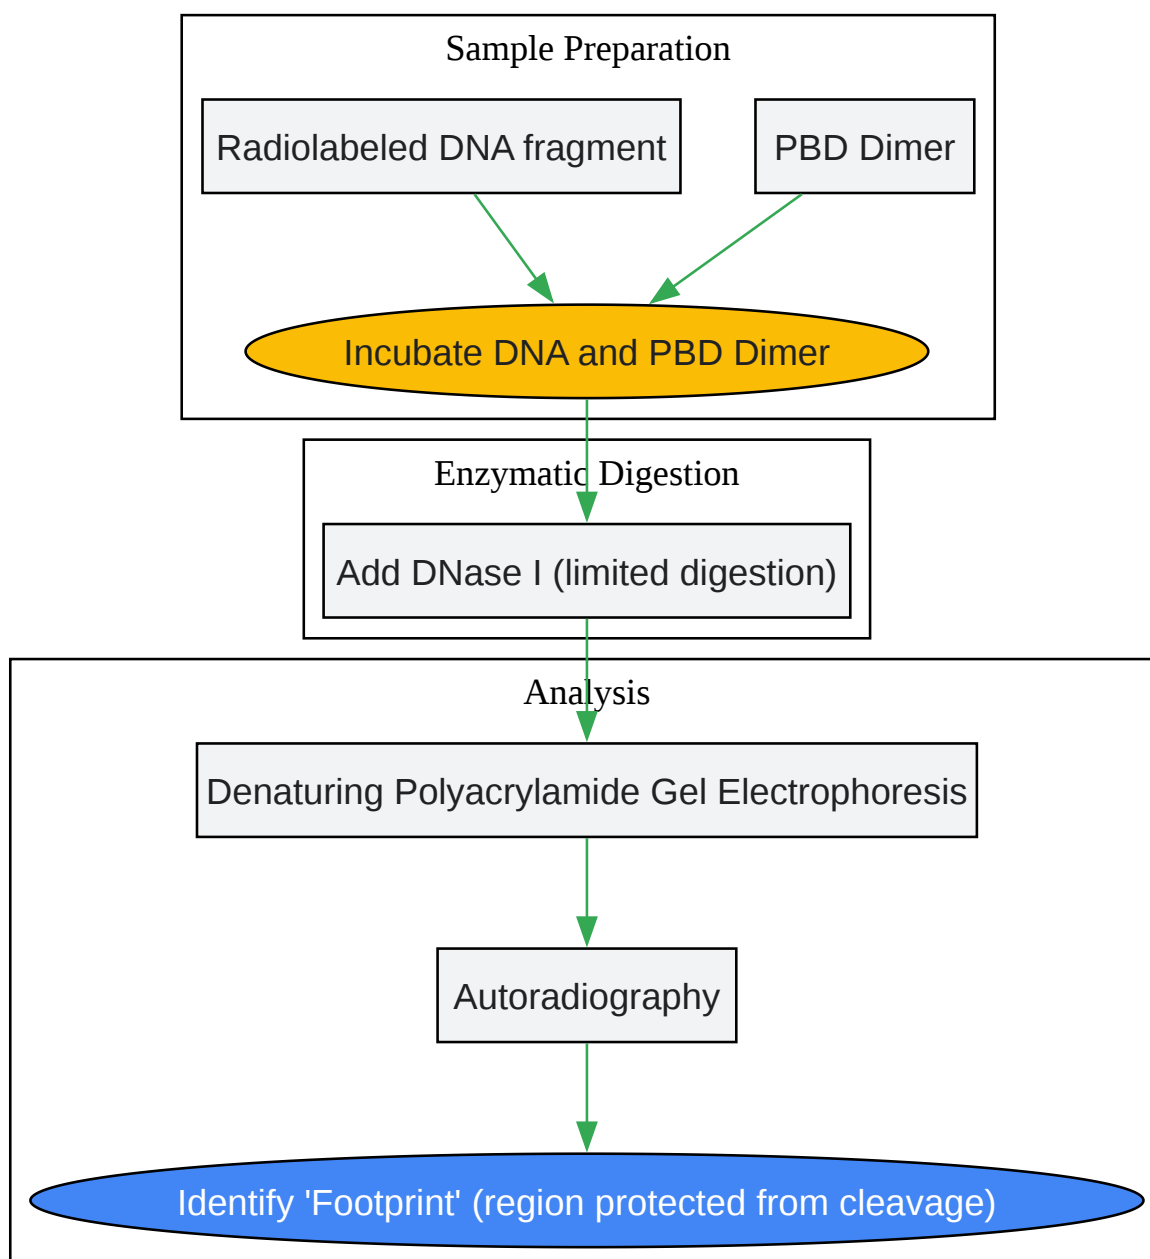 Sample Preparation
Radiolabeled DNA fragment
PBD Dimer
Incubate DNA and PBD Dimer
Enzymatic Digestion
Add DNase I (limited digestion)
Analysis
Denaturing Polyacrylamide Gel Electrophoresis
Autoradiography
Identify 'Footprint' (region protected from cleavage)